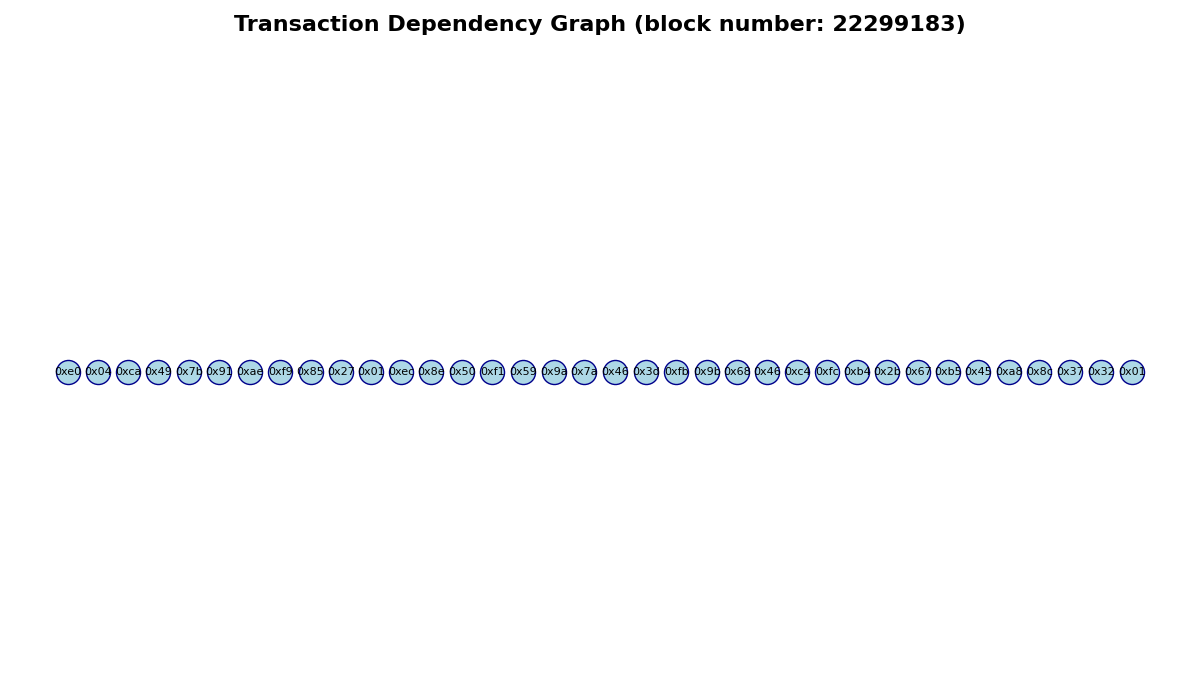 Transaction Dependency Graph (block number: 22299183)
0xe0 0x04 0xca 0x49 0x7b 0x91 0xae 0xf9 0x85 0x27 0x01 0xec 0x8e 0x50 0xf1 0x59 0x9a 0x7a 0x46 0x3d 0xfb 0x9b 0x68 0x46 0xc4 0xfc 0xb4 0x2b 0x67 0xb5 0x45 0xa8 0x8c 0x37 0x32 0x01